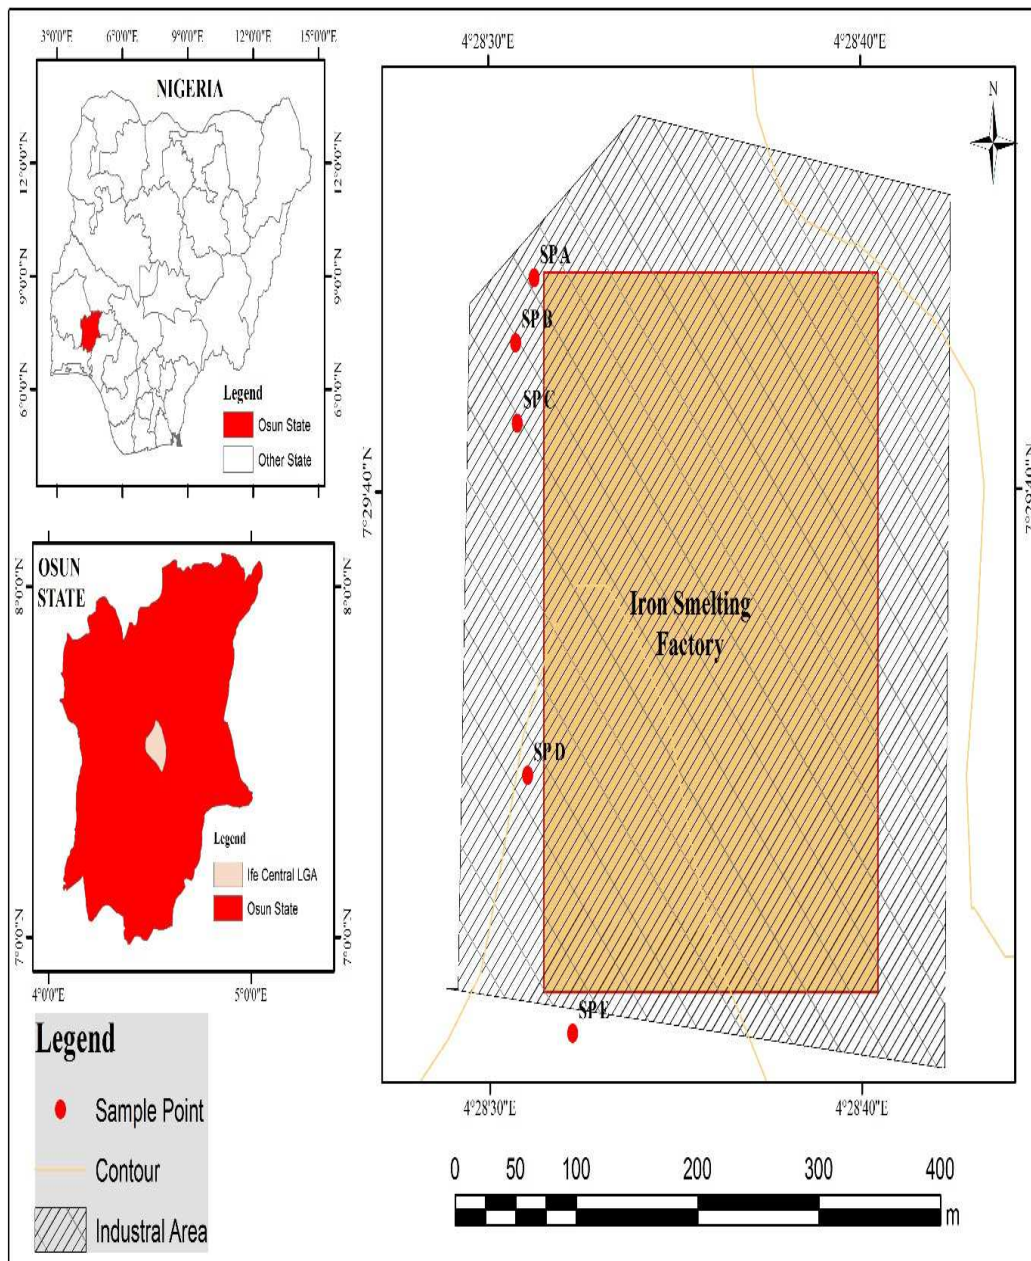 3°0'0"E 6°0'0"E 9°0'0"E 12°0'0"E 15°0'0"E
NIGERIA
12°0'0"N 12°0'0"N
9°0'0"N 9°0'0"N
6°0'0"N 6°0'0"N
Legend
Osun State
Other State
OSUN
STATE
8°0'0"N 8°0'0"N
7°0'0"N 7°0'0"N
Legend
Ife Central LGA
Osun State
4°0'0"E 5°0'0"E
Legend
Sample Point
Contour
Industral Area
4°28'30"E 4°28'40"E
N
SP A
SP B
SP C
7°29'40"N 7°29'40"N
Iron Smelting
Factory
SP D
SP E
4°28'30"E 4°28'40"E
0 50 100 200 300 400
m